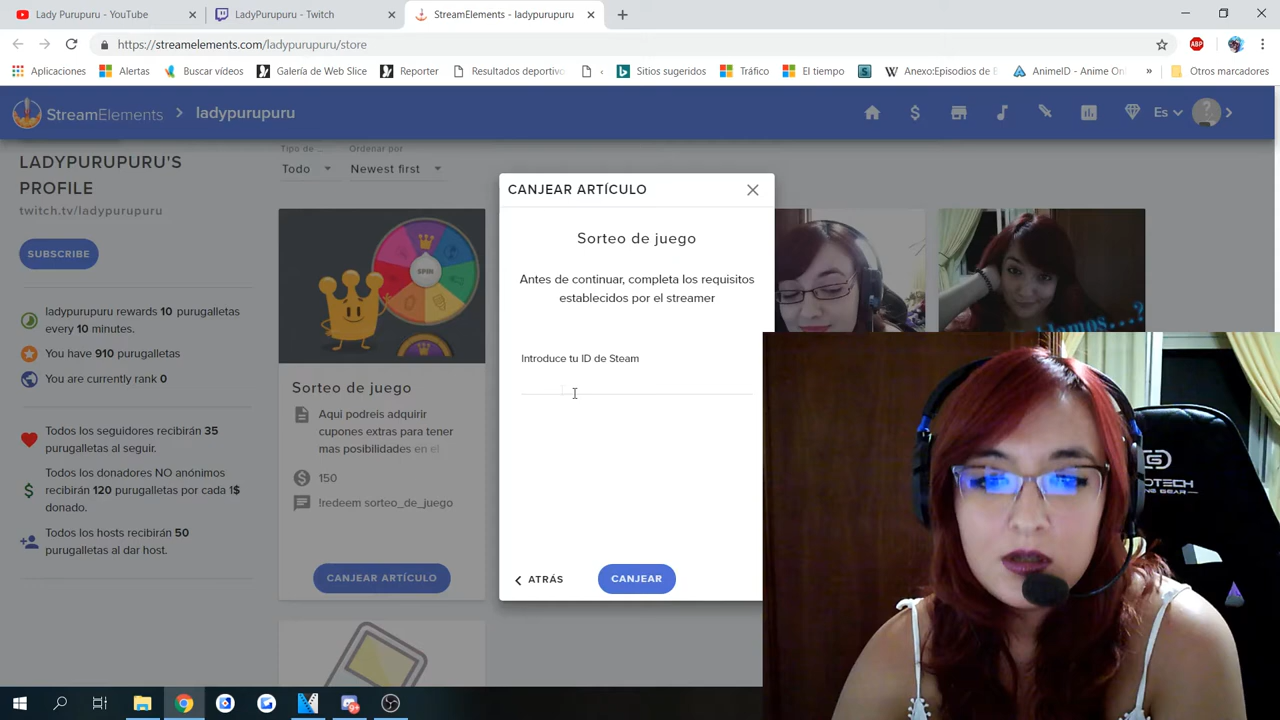 Lady Purupuru - YouTube
LadyPurupuru - Twitch
StreamElements - ladypurupuru
https://streamelements.com/ladypurupuru/store
ABP
Aplicaciones
Alertas
Buscar vídeos
Galería de Web Slice
Reporter
Resultados deportivo
Sitios sugeridos
Tráfico
El tiempo
Anexo:Episodios de E
AnimeID - Anime On
Otros marcadores
StreamElements
ladypurupuru
Es
LADYPURUPURU'S
PROFILE
twitch.tv/ladypurupuru
SUBSCRIBE
ladypurupuru rewards 10 purugalletas
every 10 minutes.
You have 910 purugalletas
You are currently rank 0
Todos los seguidores recibirán 35
purugalletas al seguir.
Todos los donadores NO anónimos
recibirán 120 purugalletas por cada 1$
donado.
Todos los hosts recibirán 50
purugalletas al dar host.
Tipo de ...
Ordenar por
Todo
Newest first
SPIN
Sorteo de juego
Aqui podreis adquirir
cupones extras para tener
mas posibilidades en el
150
!redeem sorteo_de_juego
CANJEAR ARTÍCULO
CANJEAR ARTÍCULO
Sorteo de juego
Antes de continuar, completa los requisitos
establecidos por el streamer
Introduce tu ID de Steam
ATRÁS
CANJEAR